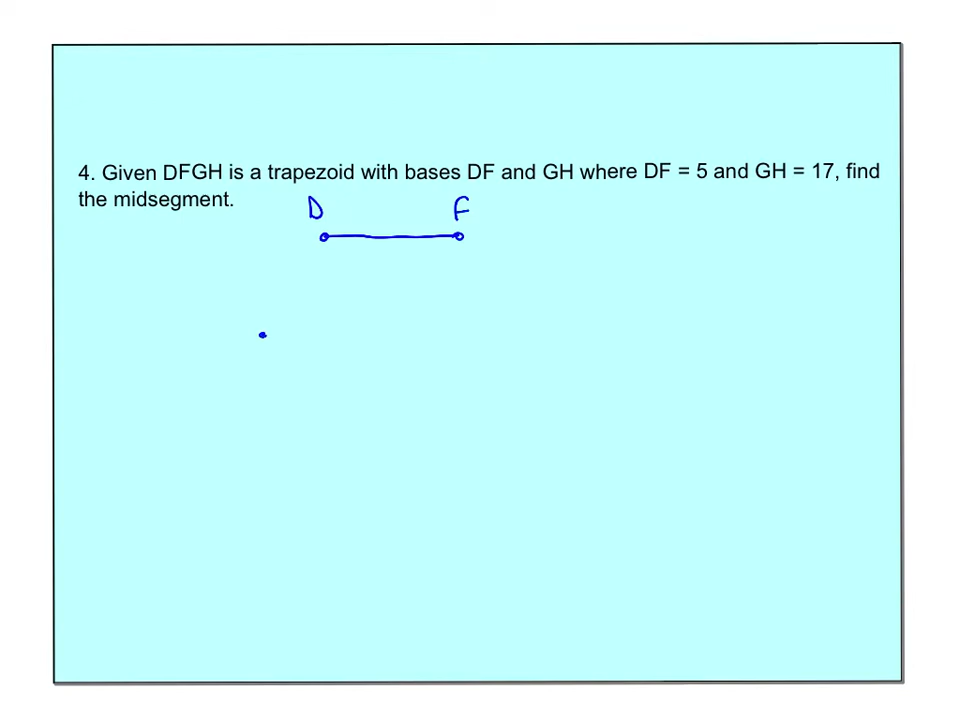 4. Given DFGH is a trapezoid with bases DF and GH where DF = 5 and GH = 17, find
the midsegment.
D F